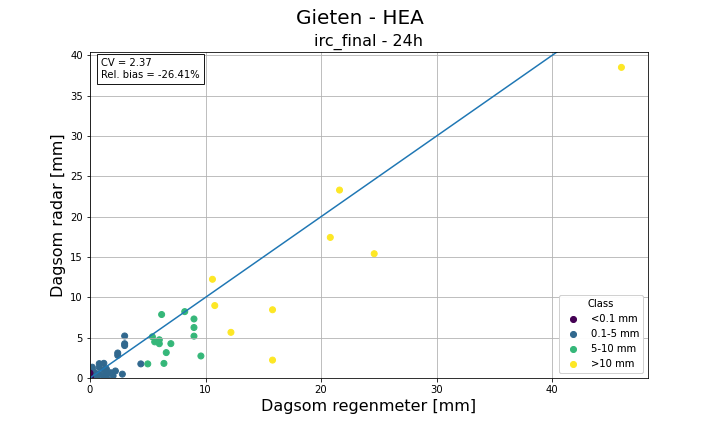 Gieten - HEA
irc_final - 24h
CV = 2.37
Rel. bias = -26.41%
Dagsom radar [mm]
40
35
30
25
20
15
10
5
0
0
10
20
30
40
Dagsom regenmeter [mm]
Class
<0.1 mm
0.1-5 mm
5-10 mm
>10 mm